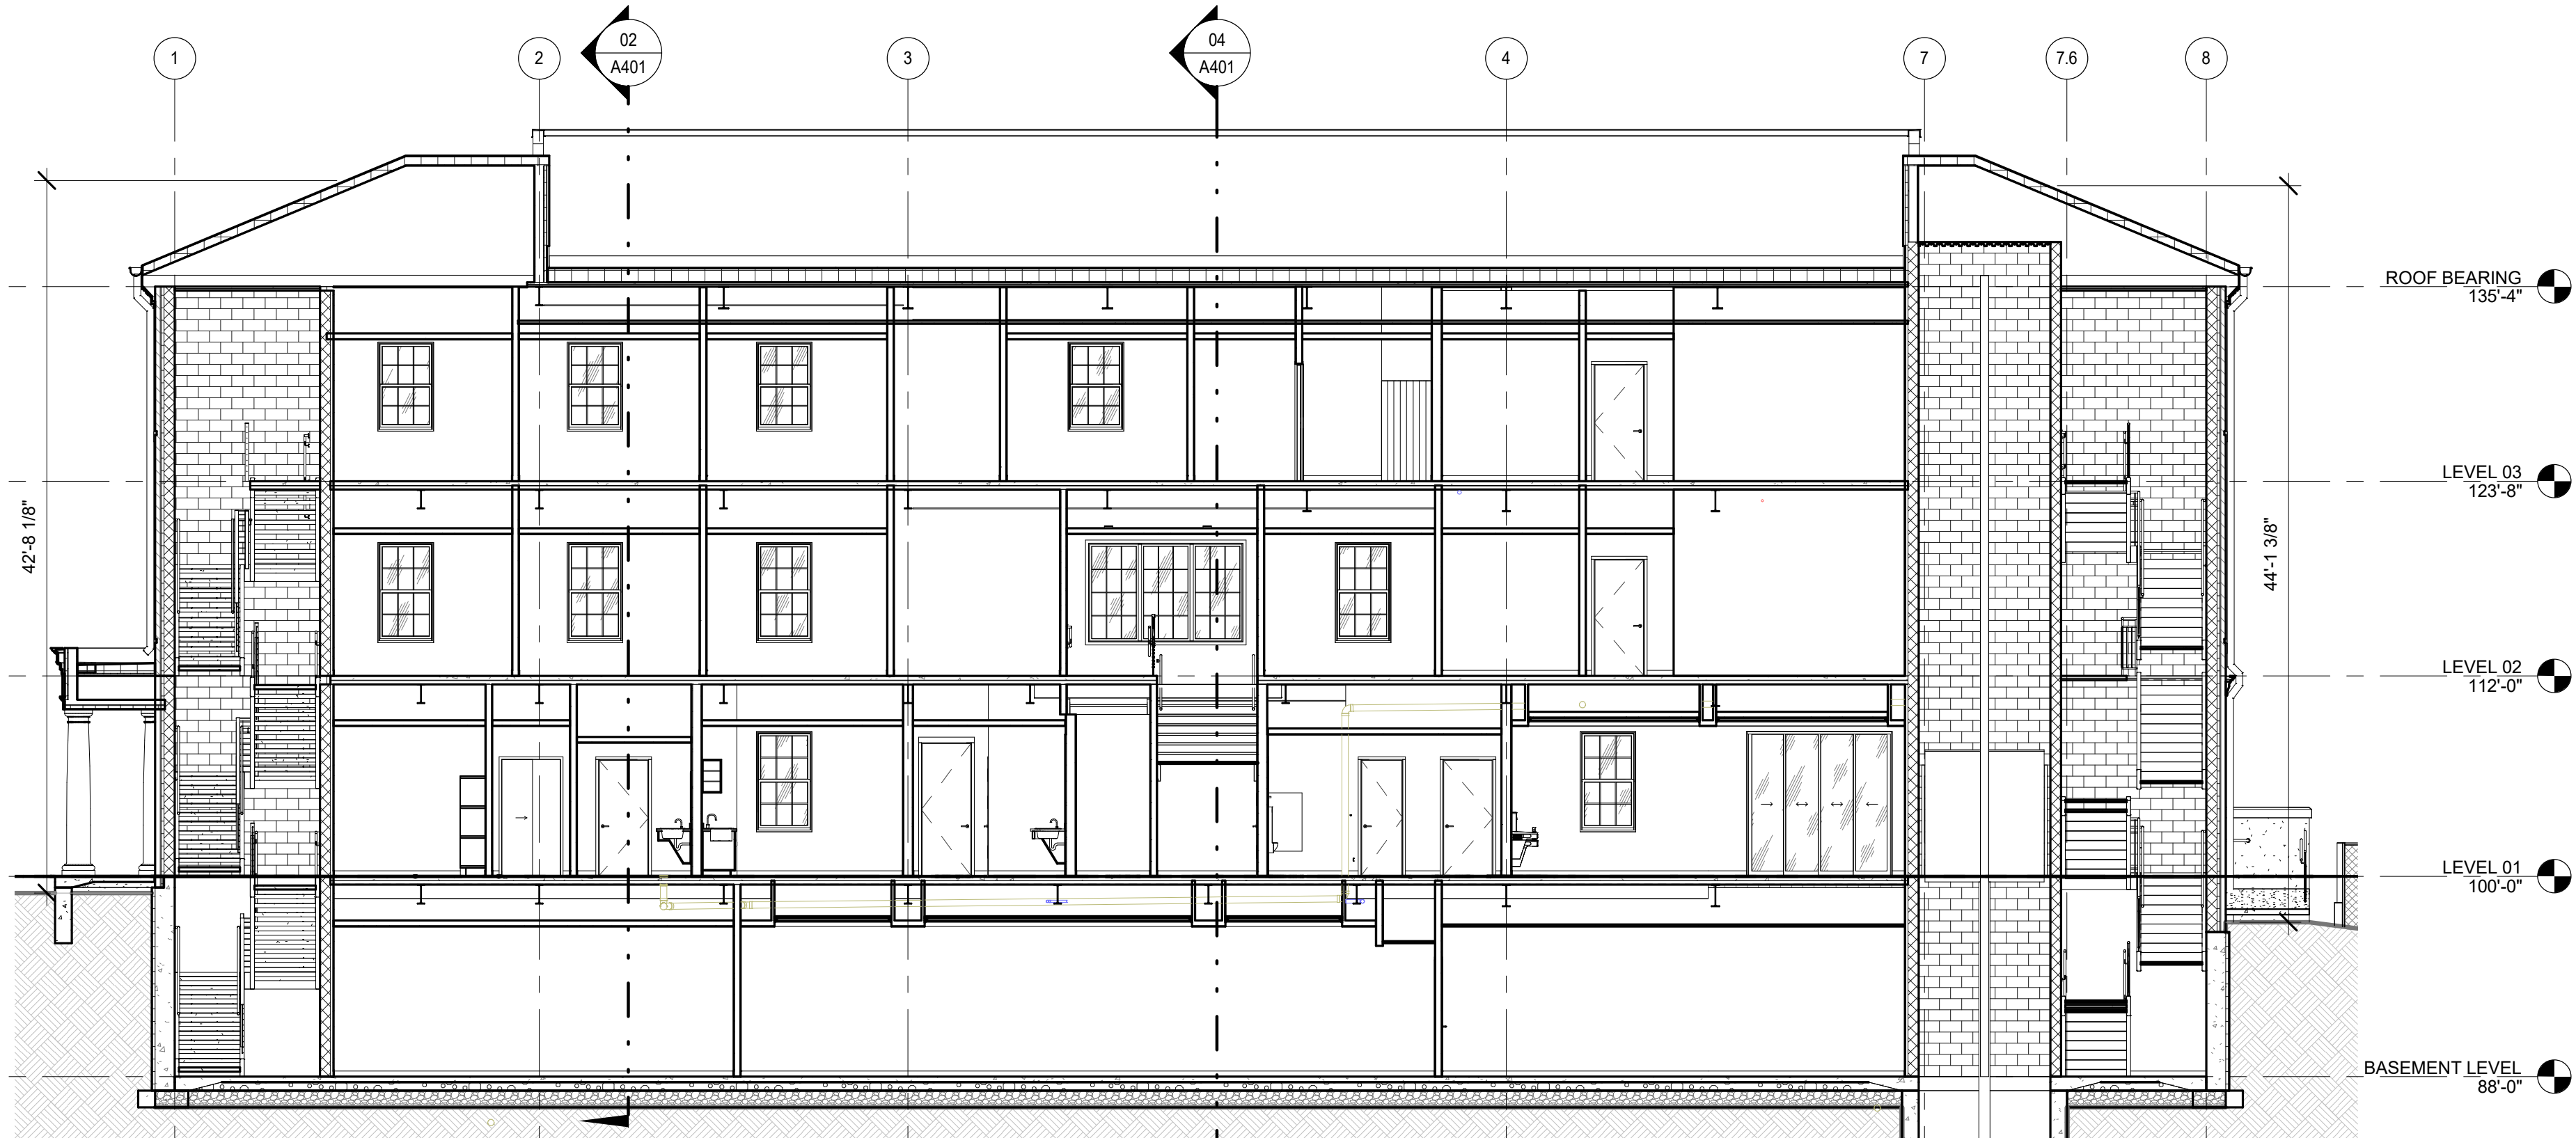 1
2
02
A401
3
04
A401
4
7
7.6
8
ROOF BEARING
135'-4"
LEVEL 03
123'-8"
42'-8 1/8"
44'-1 3/8"
LEVEL 02
112'-0"
LEVEL 01
100'-0"
BASEMENT LEVEL
88'-0"